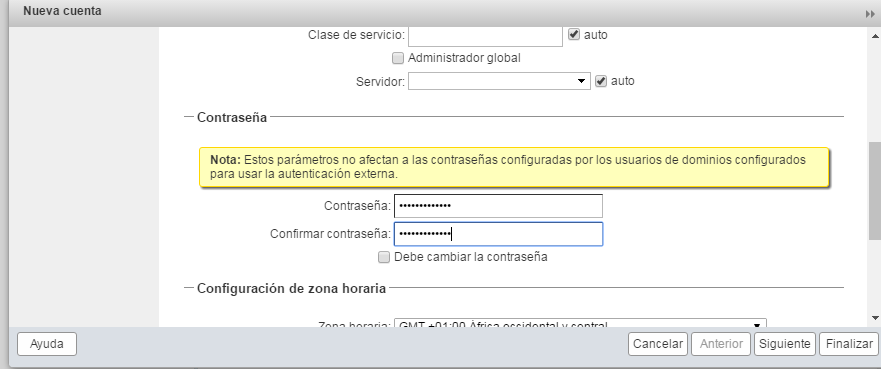 Nueva cuenta
Clase de servicio: auto
Administrador global
Servidor: auto
Contraseña
Nota: Estos parámetros no afectan a las contraseñas configuradas por los usuarios de dominios configurados
para usar la autenticación externa.
Contraseña: •••••••••••••
Confirmar contraseña: •••••••••••••
Debe cambiar la contraseña
Configuración de zona horaria
Zona horaria: GMT +01:00 África occidental y central
Ayuda Cancelar Anterior Siguiente Finalizar